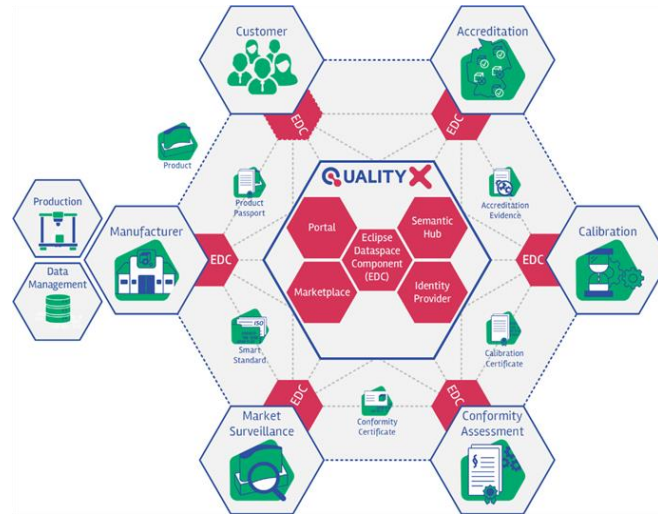 Customer
Accreditation
EDC
EDC
Product
Product
Passport
Accreditation
Evidence
QUALITY X
Portal
Semantic
Hub
Eclipse
Dataspace
Component
(EDC)
Marketplace
Identity
Provider
Production
Manufacturer
EDC
EDC
Calibration
Data
Management
ISO
Smart
Standard
Calibration
Certificate
EDC
EDC
Conformity
Certificate
Market
Surveillance
Conformity
Assessment
§